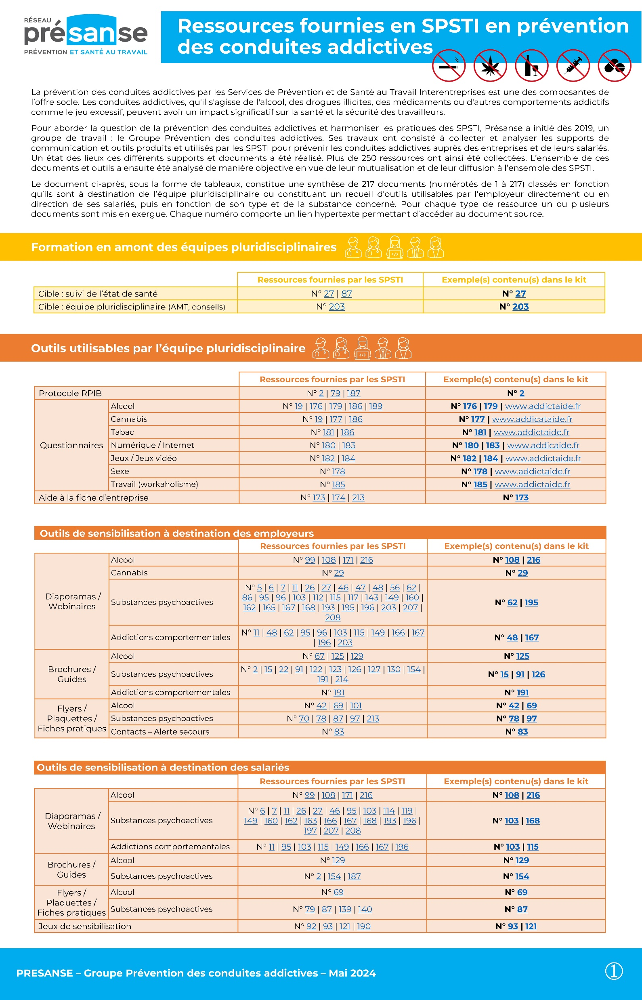 RÉSEAU
présanse
PRÉVENTION ET SANTÉ AU TRAVAIL
Ressources fournies en SPSTI en prévention
des conduites addictives
La prévention des conduites addictives par les Services de Prévention et de Santé au Travail Interentreprises est une des composantes de
l’offre socle. Les conduites addictives, qu'il s'agisse de l'alcool, des drogues illicites, des médicaments ou d'autres comportements addictifs
comme le jeu excessif, peuvent avoir un impact significatif sur la santé et la sécurité des travailleurs.
Pour aborder la question de la prévention des conduites addictives et harmoniser les pratiques des SPSTI, Présanse a initié dès 2019, un
groupe de travail : le Groupe Prévention des conduites addictives. Ses travaux ont consisté à collecter et analyser les supports de
communication et outils produits et utilisés par les SPSTI pour prévenir les conduites addictives auprès des entreprises et de leurs salariés.
Un état des lieux ces différents supports et documents a été réalisé. Plus de 250 ressources ont ainsi été collectées. L’ensemble de ces
documents et outils a ensuite été analysé de manière objective en vue de leur mutualisation et de leur diffusion à l’ensemble des SPSTI.
Le document ci-après, sous la forme de tableaux, constitue une synthèse de 217 documents (numérotés de 1 à 217) classés en fonction
qu’ils sont à destination de l’équipe pluridisciplinaire ou constituant un recueil d’outils utilisables par l’employeur directement ou en
direction de ses salariés, puis en fonction de son type et de la substance concerné. Pour chaque type de ressource un ou plusieurs
documents sont mis en exergue. Chaque numéro comporte un lien hypertexte permettant d’accéder au document source.
Formation en amont des équipes pluridisciplinaires
Ressources fournies par les SPSTI Exemple(s) contenu(s) dans le kit
Cible : suivi de l’état de santé N° 27 | 87 N° 27
Cible : équipe pluridisciplinaire (AMT, conseils) N° 203 N° 203
Outils utilisables par l’équipe pluridisciplinaire
Ressources fournies par les SPSTI Exemple(s) contenu(s) dans le kit
Protocole RPIB N° 2 | 79 | 187 N° 2
Questionnaires
Alcool N° 19 | 176 | 179 | 186 | 189 N° 176 | 179 | www.addictaide.fr
Cannabis N° 19 | 177 | 186 N° 177 | www.addicataide.fr
Tabac N° 181 | 186 N° 181 | www.addictaide.fr
Numérique / Internet N° 180 | 183 N° 180 | 183 | www.addicaide.fr
Jeux / Jeux vidéo N° 182 | 184 N° 182 | 184 | www.addictaide.fr
Sexe N° 178 N° 178 | www.addictaide.fr
Travail (workaholisme) N° 185 N° 185 | www.addictaide.fr
Aide à la fiche d’entreprise N° 173 | 174 | 213 N° 173
Outils de sensibilisation à destination des employeurs
Ressources fournies par les SPSTI Exemple(s) contenu(s) dans le kit
Diaporamas /
Webinaires
Alcool N° 99 | 108 | 171 | 216 N° 108 | 216
Cannabis N° 29 N° 29
Substances psychoactives
N° 5 | 6 | 7 | 11 | 26 | 27 | 46 | 47 | 48 | 56 | 62 |
86 | 95 | 96 | 103 | 112 | 115 | 117 | 143 | 149 | 160 |
162 | 165 | 167 | 168 | 193 | 195 | 196 | 203 | 207 |
208
N° 62 | 195
Addictions comportementales
N° 11 | 48 | 62 | 95 | 96 | 103 | 115 | 149 | 166 | 167
| 196 | 203
N° 48 | 167
Brochures /
Guides
Alcool N° 67 | 125 | 129 N° 125
Substances psychoactives
N° 2 | 15 | 22 | 91 | 122 | 123 | 126 | 127 | 130 | 154 |
191 | 214
N° 15 | 91 | 126
Addictions comportementales N° 191 N° 191
Flyers /
Plaquettes /
Fiches pratiques
Alcool N° 42 | 69 | 101 N° 42 | 69
Substances psychoactives N° 70 | 78 | 87 | 97 | 213 N° 78 | 97
Contacts – Alerte secours N° 83 N° 83
Outils de sensibilisation à destination des salariés
Ressources fournies par les SPSTI Exemple(s) contenu(s) dans le kit
Diaporamas /
Webinaires
Alcool N° 99 | 108 | 171 | 216 N° 108 | 216
Substances psychoactives
N° 6 | 7 | 11 | 26 | 27 | 46 | 95 | 103 | 114 | 119 |
149 | 160 | 162 | 163 | 166 | 167 | 168 | 193 | 196 |
197 | 207 | 208
N° 103 | 168
Addictions comportementales N° 11 | 95 | 103 | 115 | 149 | 166 | 167 | 196 N° 103 | 115
Brochures /
Guides
Alcool N° 129 N° 129
Substances psychoactives N° 2 | 154 | 187 N° 154
Flyers /
Plaquettes /
Fiches pratiques
Alcool N° 69 N° 69
Substances psychoactives N° 79 | 87 | 139 | 140 N° 87
Jeux de sensibilisation N° 92 | 93 | 121 | 190 N° 93 | 121
PRESANSE – Groupe Prévention des conduites addictives – Mai 2024
①